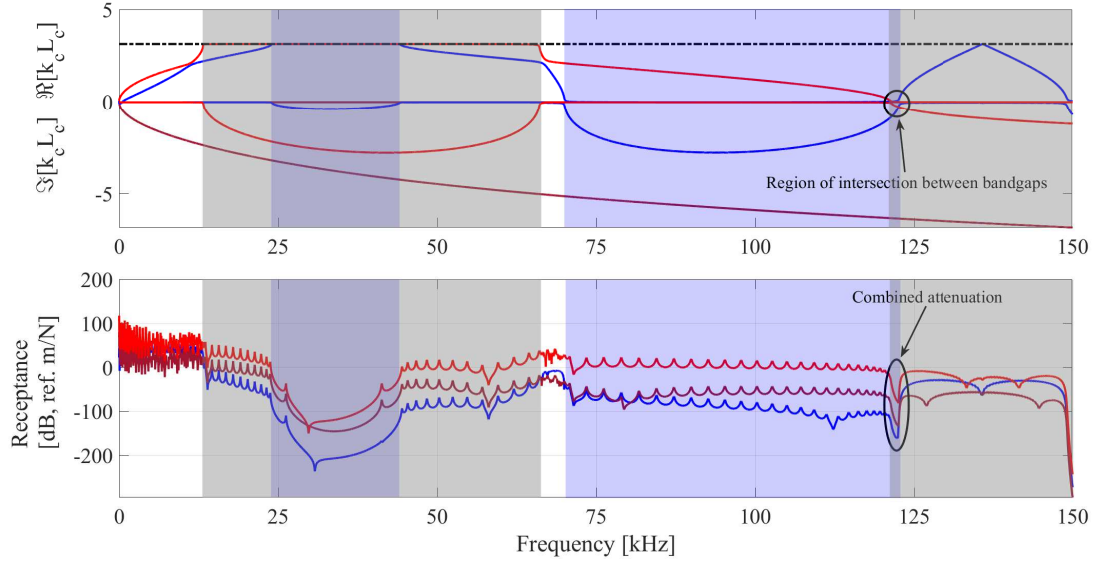 5
0
-5
ℑ[k_c L_c] ℜ[k_c L_c]
Region of intersection between bandgaps
0 25 50 75 100 125 150
200
100
0
-100
-200
Receptance
[dB, ref. m/N]
Combined attenuation
0 25 50 75 100 125 150
Frequency [kHz]